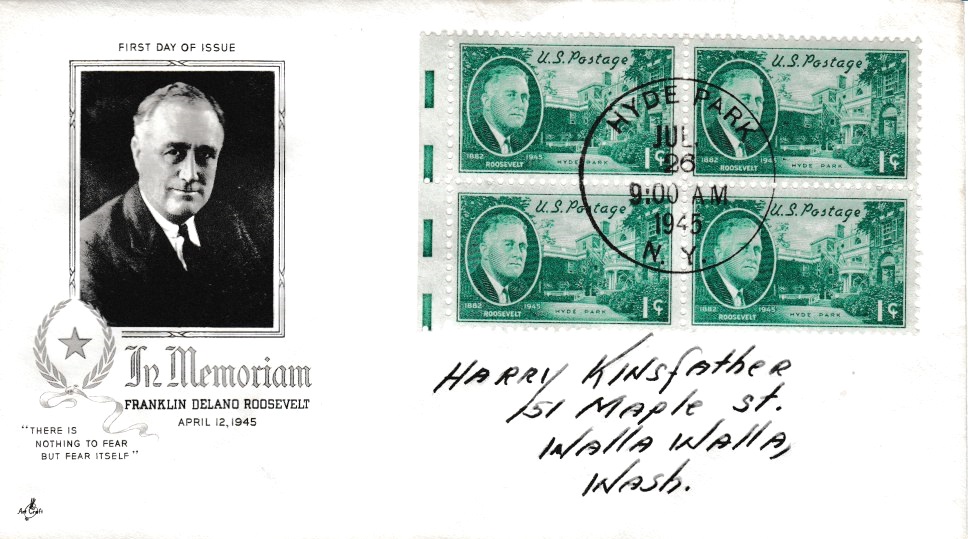 FIRST DAY OF ISSUE
In Memoriam
FRANKLIN DELANO ROOSEVELT
APRIL 12, 1945
"THERE IS
NOTHING TO FEAR
BUT FEAR ITSELF"
Art Craft
U.S. Postage
1882 1945
ROOSEVELT
HYDE PARK
1¢
U.S. Postage
1882 1945
ROOSEVELT
HYDE PARK
1¢
U.S. Postage
1882 1945
ROOSEVELT
HYDE PARK
1¢
U.S. Postage
1882 1945
ROOSEVELT
HYDE PARK
1¢
HYDE PARK
JUL
26
9:00 AM
1945
N. Y.
HARRY KINSfather
151 Maple St.
Walla Walla,
Wash.